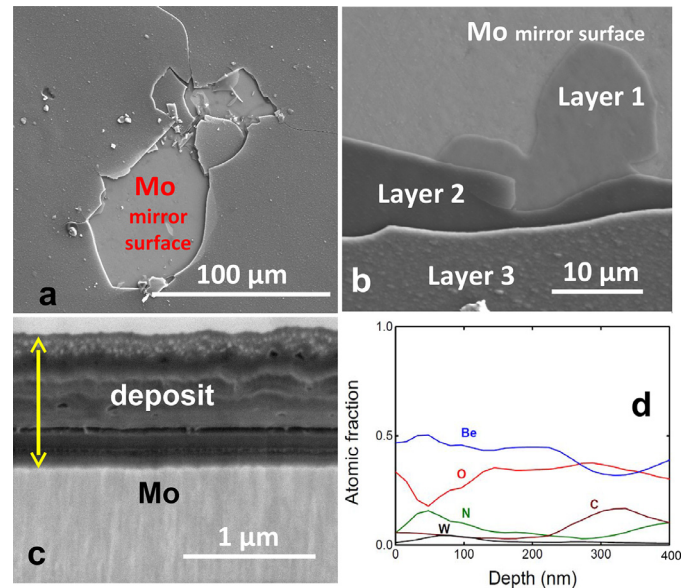 Mo
mirror
surface
100 µm
a
Mo mirror surface
Layer 1
Layer 2
Layer 3
10 µm
b
deposit
Mo
1 µm
c
1.0
0.5
0.0
Atomic fraction
d
Be
O
N
W
C
0 100 200 300 400
Depth (nm)